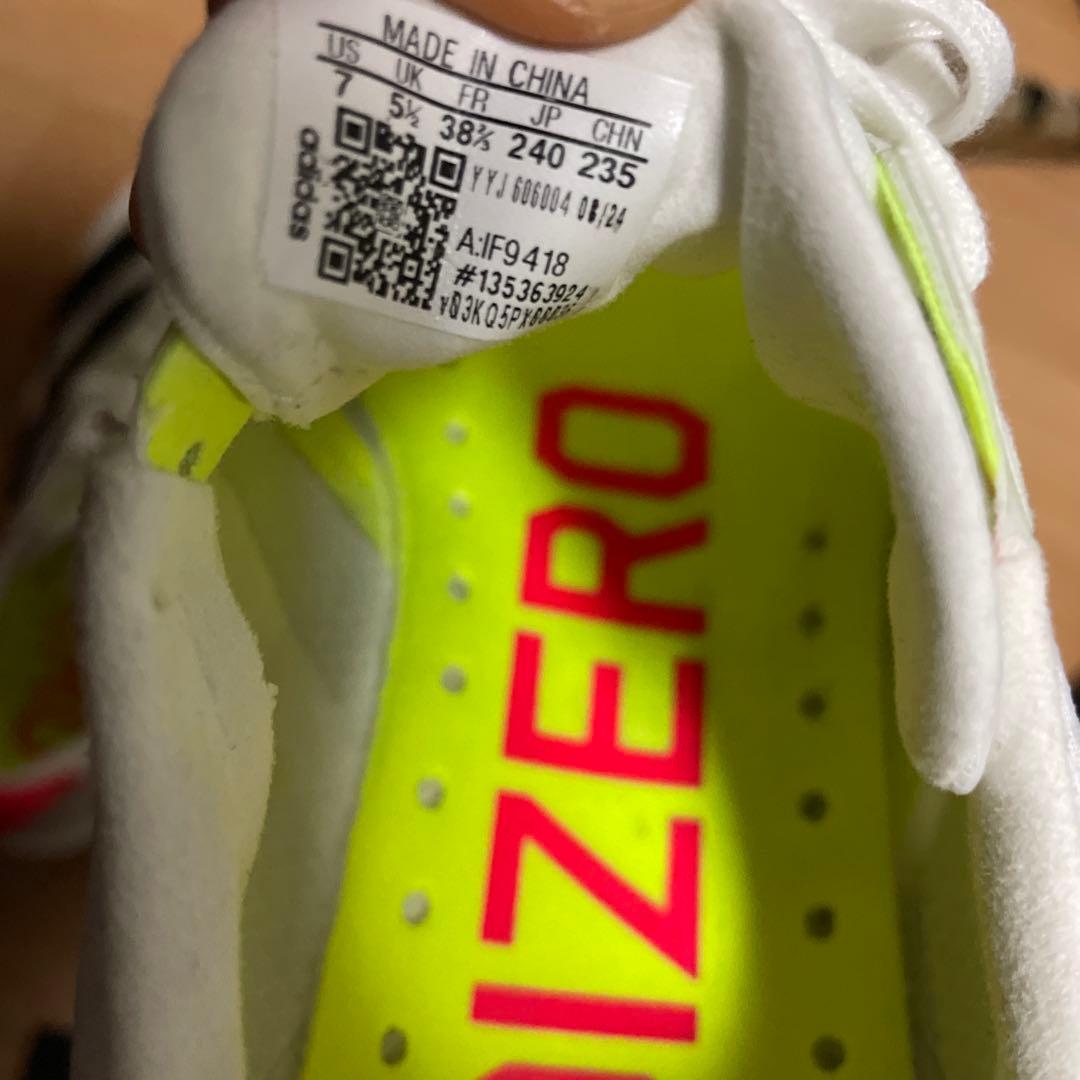 MADE IN CHINA
US UK FR JP CHN
7 5½ 38⅔ 240 235
YYJ 606004 08/24
adidas
A:IF9418
#135363924
IZERO